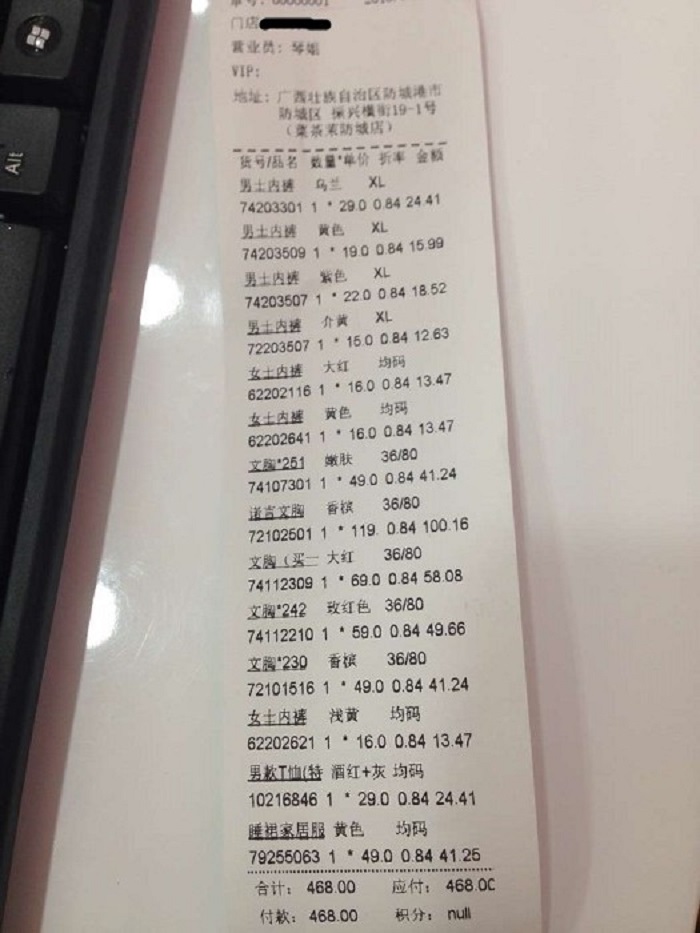 Alt
单号: 00000001
门店
营业员: 琴姐
VIP:
地址: 广西壮族自治区防城港市
防城区 振兴横街19-1号
(菜茶茉防城店)
货号/品名 数量*单价 折率 金额
男士内裤 乌兰 XL
74203301 1 * 29.0 0.84 24.41
男士内裤 黄色 XL
74203509 1 * 19.0 0.84 15.99
男士内裤 紫色 XL
74203507 1 * 22.0 0.84 18.52
男士内裤 介黄 XL
72203507 1 * 15.0 0.84 12.63
女士内裤 大红 均码
62202116 1 * 16.0 0.84 13.47
女士内裤 黄色 均码
62202641 1 * 16.0 0.84 13.47
文胸*251 嫩肤 36/80
74107301 1 * 49.0 0.84 41.24
诺言文胸 香槟 36/80
72102501 1 * 119. 0.84 100.16
文胸(买一 大红 36/80
74112309 1 * 69.0 0.84 58.08
文胸*242 玫红色 36/80
74112210 1 * 59.0 0.84 49.66
文胸*230 香槟 36/80
72101516 1 * 49.0 0.84 41.24
女士内裤 浅黄 均码
62202621 1 * 16.0 0.84 13.47
男款T恤(特 酒红+灰 均码
10216846 1 * 29.0 0.84 24.41
睡裙家居服 黄色 均码
79255063 1 * 49.0 0.84 41.25
合计: 468.00 应付: 468.00
付款: 468.00 积分: null